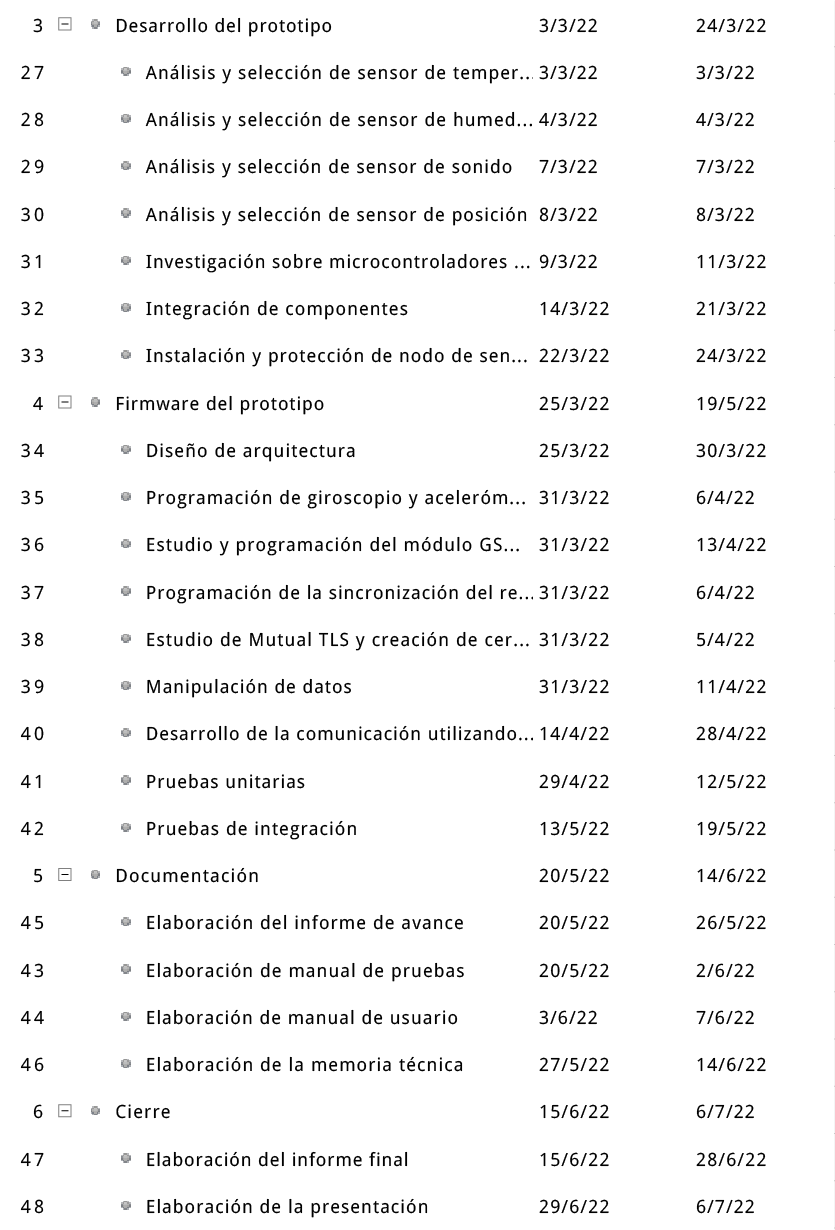 3 Desarrollo del prototipo 3/3/22 24/3/22
27 Análisis y selección de sensor de temper... 3/3/22 3/3/22
28 Análisis y selección de sensor de humed... 4/3/22 4/3/22
29 Análisis y selección de sensor de sonido 7/3/22 7/3/22
30 Análisis y selección de sensor de posición 8/3/22 8/3/22
31 Investigación sobre microcontroladores ... 9/3/22 11/3/22
32 Integración de componentes 14/3/22 21/3/22
33 Instalación y protección de nodo de sen... 22/3/22 24/3/22
4 Firmware del prototipo 25/3/22 19/5/22
34 Diseño de arquitectura 25/3/22 30/3/22
35 Programación de giroscopio y aceleróm... 31/3/22 6/4/22
36 Estudio y programación del módulo GS... 31/3/22 13/4/22
37 Programación de la sincronización del re... 31/3/22 6/4/22
38 Estudio de Mutual TLS y creación de cer... 31/3/22 5/4/22
39 Manipulación de datos 31/3/22 11/4/22
40 Desarrollo de la comunicación utilizando... 14/4/22 28/4/22
41 Pruebas unitarias 29/4/22 12/5/22
42 Pruebas de integración 13/5/22 19/5/22
5 Documentación 20/5/22 14/6/22
45 Elaboración del informe de avance 20/5/22 26/5/22
43 Elaboración de manual de pruebas 20/5/22 2/6/22
44 Elaboración de manual de usuario 3/6/22 7/6/22
46 Elaboración de la memoria técnica 27/5/22 14/6/22
6 Cierre 15/6/22 6/7/22
47 Elaboración del informe final 15/6/22 28/6/22
48 Elaboración de la presentación 29/6/22 6/7/22